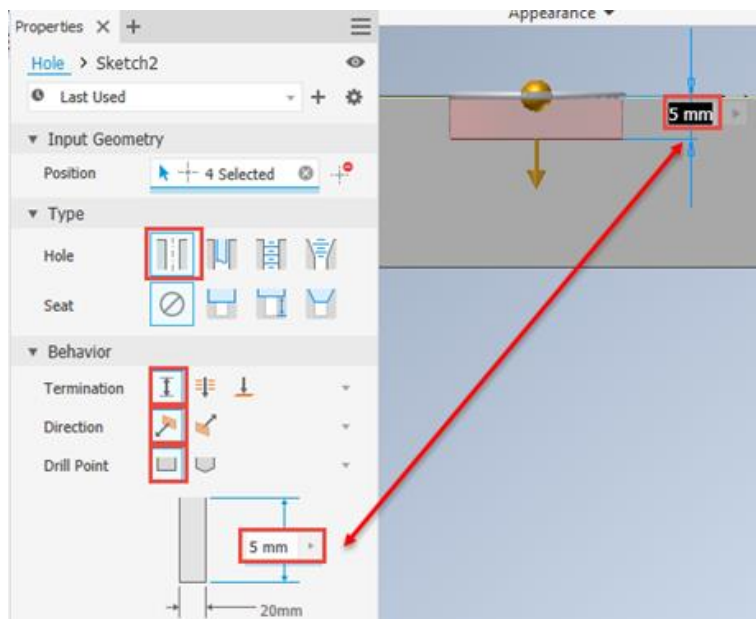 Properties × +
Appearance
Hole > Sketch2
Last Used
5 mm
Input Geometry
Position
4 Selected
Type
Hole
Seat
Behavior
Termination
Direction
Drill Point
5 mm
20mm